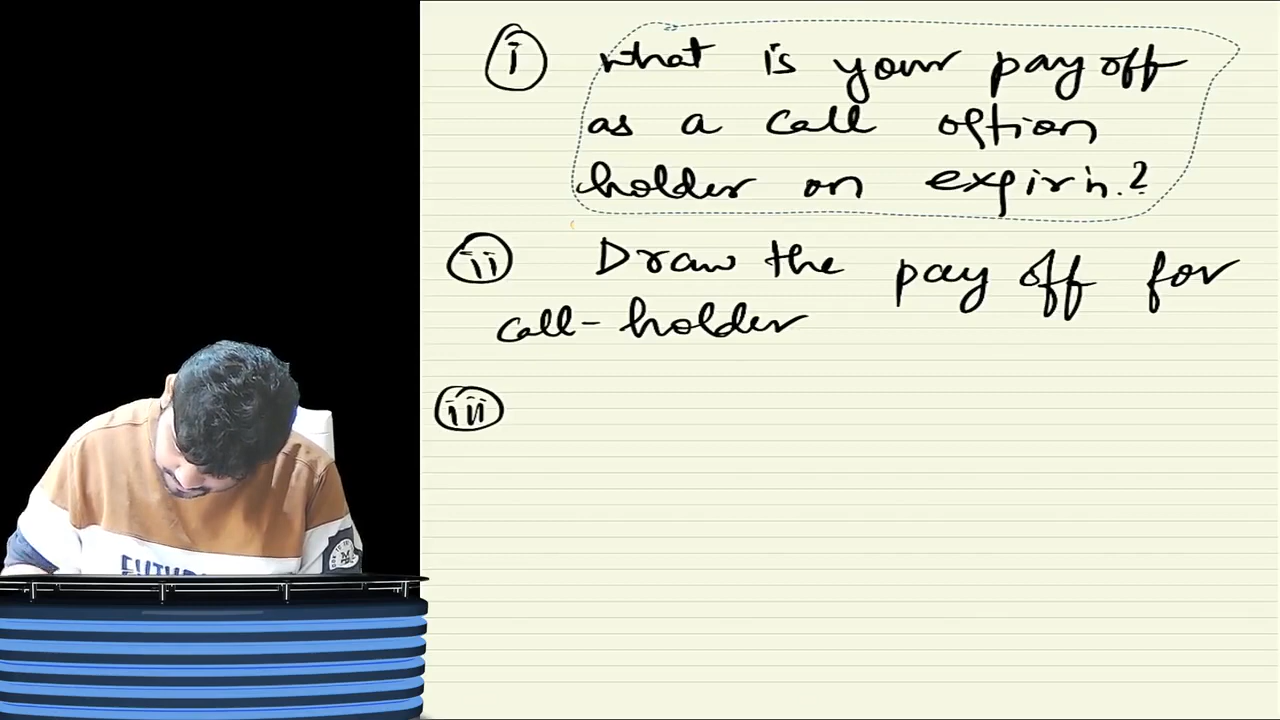 i what is your pay off
as a call option
holder on expirin.?
ii Draw the pay off for
call-holder
iii